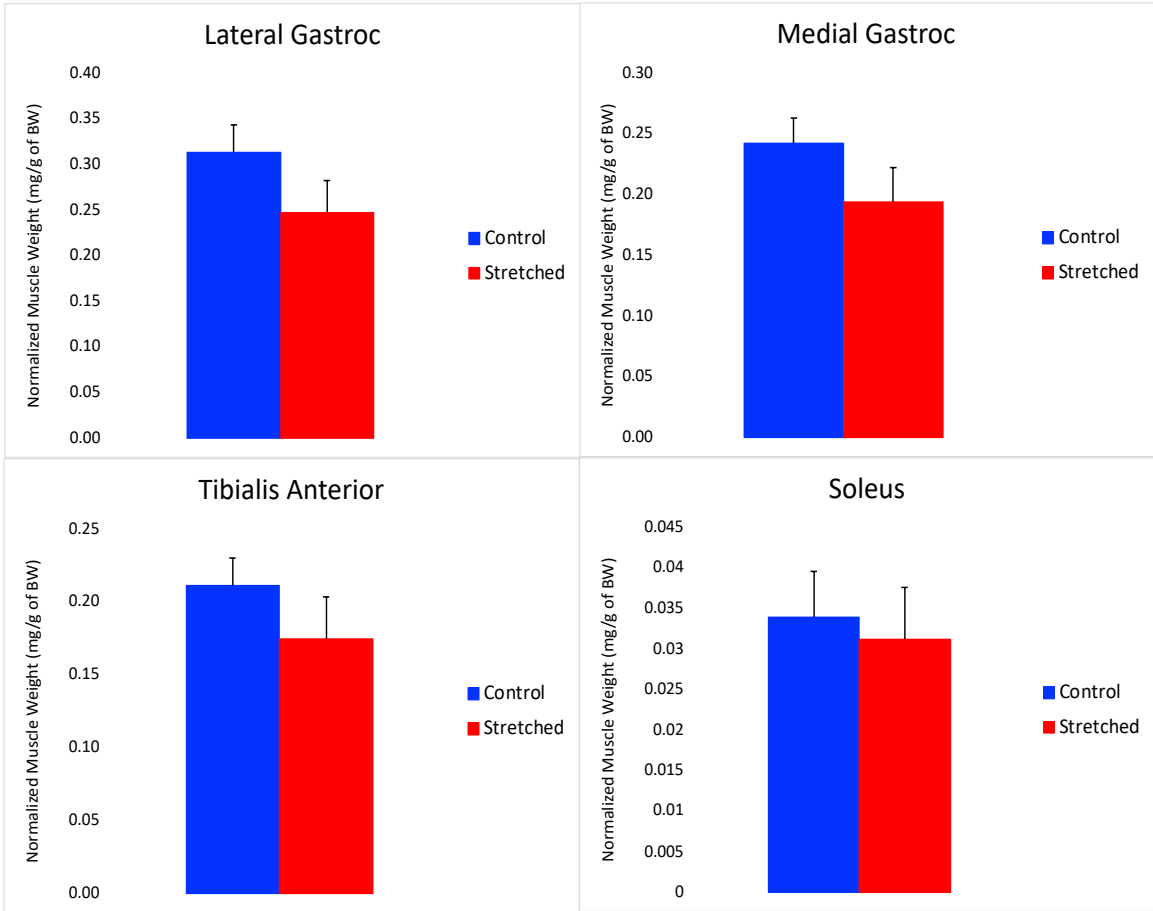 Lateral Gastroc
Normalized Muscle Weight (mg/g of BW)
0.40
0.35
0.30
0.25
0.20
0.15
0.10
0.05
0.00
Control
Stretched
Medial Gastroc
Normalized Muscle Weight (mg/g of BW)
0.30
0.25
0.20
0.15
0.10
0.05
0.00
Control
Stretched
Tibialis Anterior
Normalized Muscle Weight (mg/g of BW)
0.25
0.20
0.15
0.10
0.05
0.00
Control
Stretched
Soleus
Normalized Muscle Weight (mg/g of BW)
0.045
0.04
0.035
0.03
0.025
0.02
0.015
0.01
0.005
0
Control
Stretched